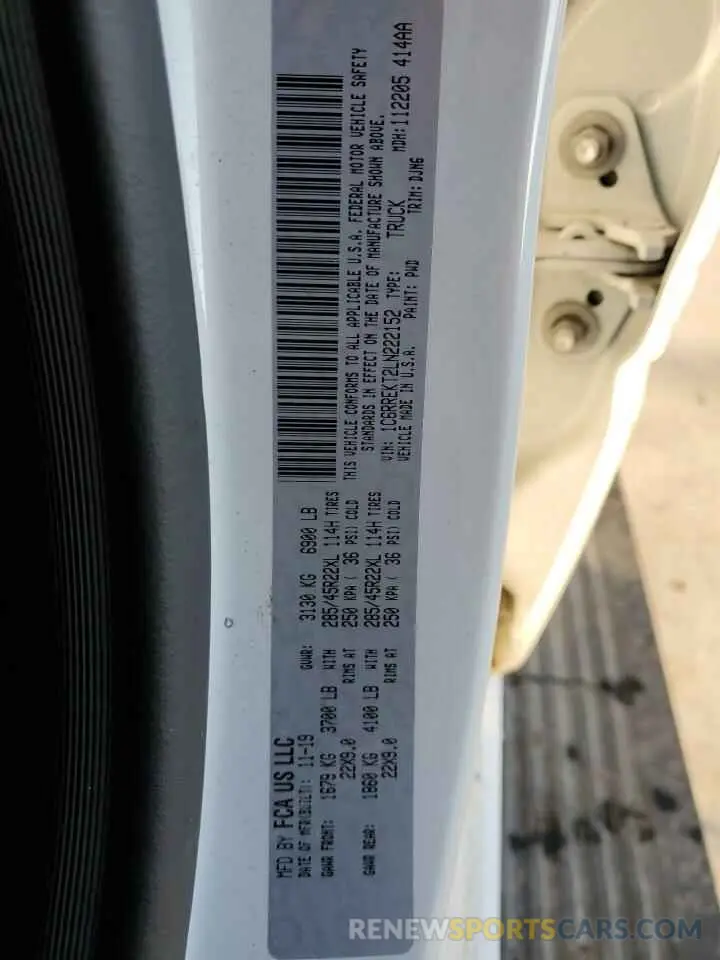 MFD BY FCA US LLC
DATE OF MFR(BUILT): 11-19 GVWR: 3130 KG 6900 LB
GAWR FRONT: 1679 KG 3700 LB WITH 285/45R22XL 114H TIRES
22X9.0 RIMS AT 250 KPA ( 36 PSI) COLD
GAWR REAR: 1860 KG 4100 LB WITH 285/45R22XL 114H TIRES
22X9.0 RIMS AT 250 KPA ( 36 PSI) COLD
THIS VEHICLE CONFORMS TO ALL APPLICABLE U.S.A. FEDERAL MOTOR VEHICLE SAFETY
STANDARDS IN EFFECT ON THE DATE OF MANUFACTURE SHOWN ABOVE.
VIN: 1C6RREKT2LN222152 TYPE: TRUCK MDH:112205 414AA
VEHICLE MADE IN U.S.A. PAINT: PWD TRIM: DJM6
RENEWSPORTCARS.COM